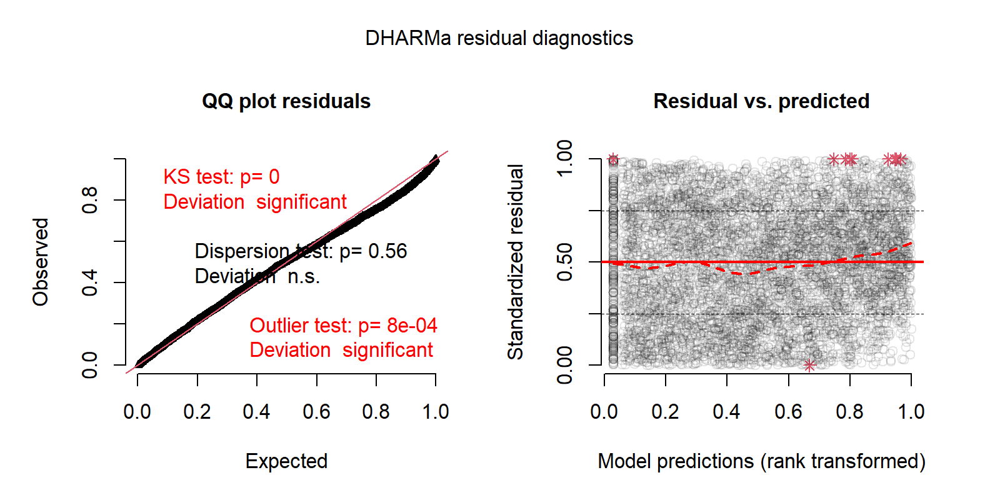 DHARMa residual diagnostics
QQ plot residuals
KS test: p= 0
Deviation  significant
Dispersion test: p= 0.56
Deviation  n.s.
Outlier test: p= 8e-04
Deviation  significant
Observed
0.0
0.4
0.8
0.0 0.2 0.4 0.6 0.8 1.0
Expected
Residual vs. predicted
Standardized residual
0.00
0.50
1.00
0.0 0.2 0.4 0.6 0.8 1.0
Model predictions (rank transformed)